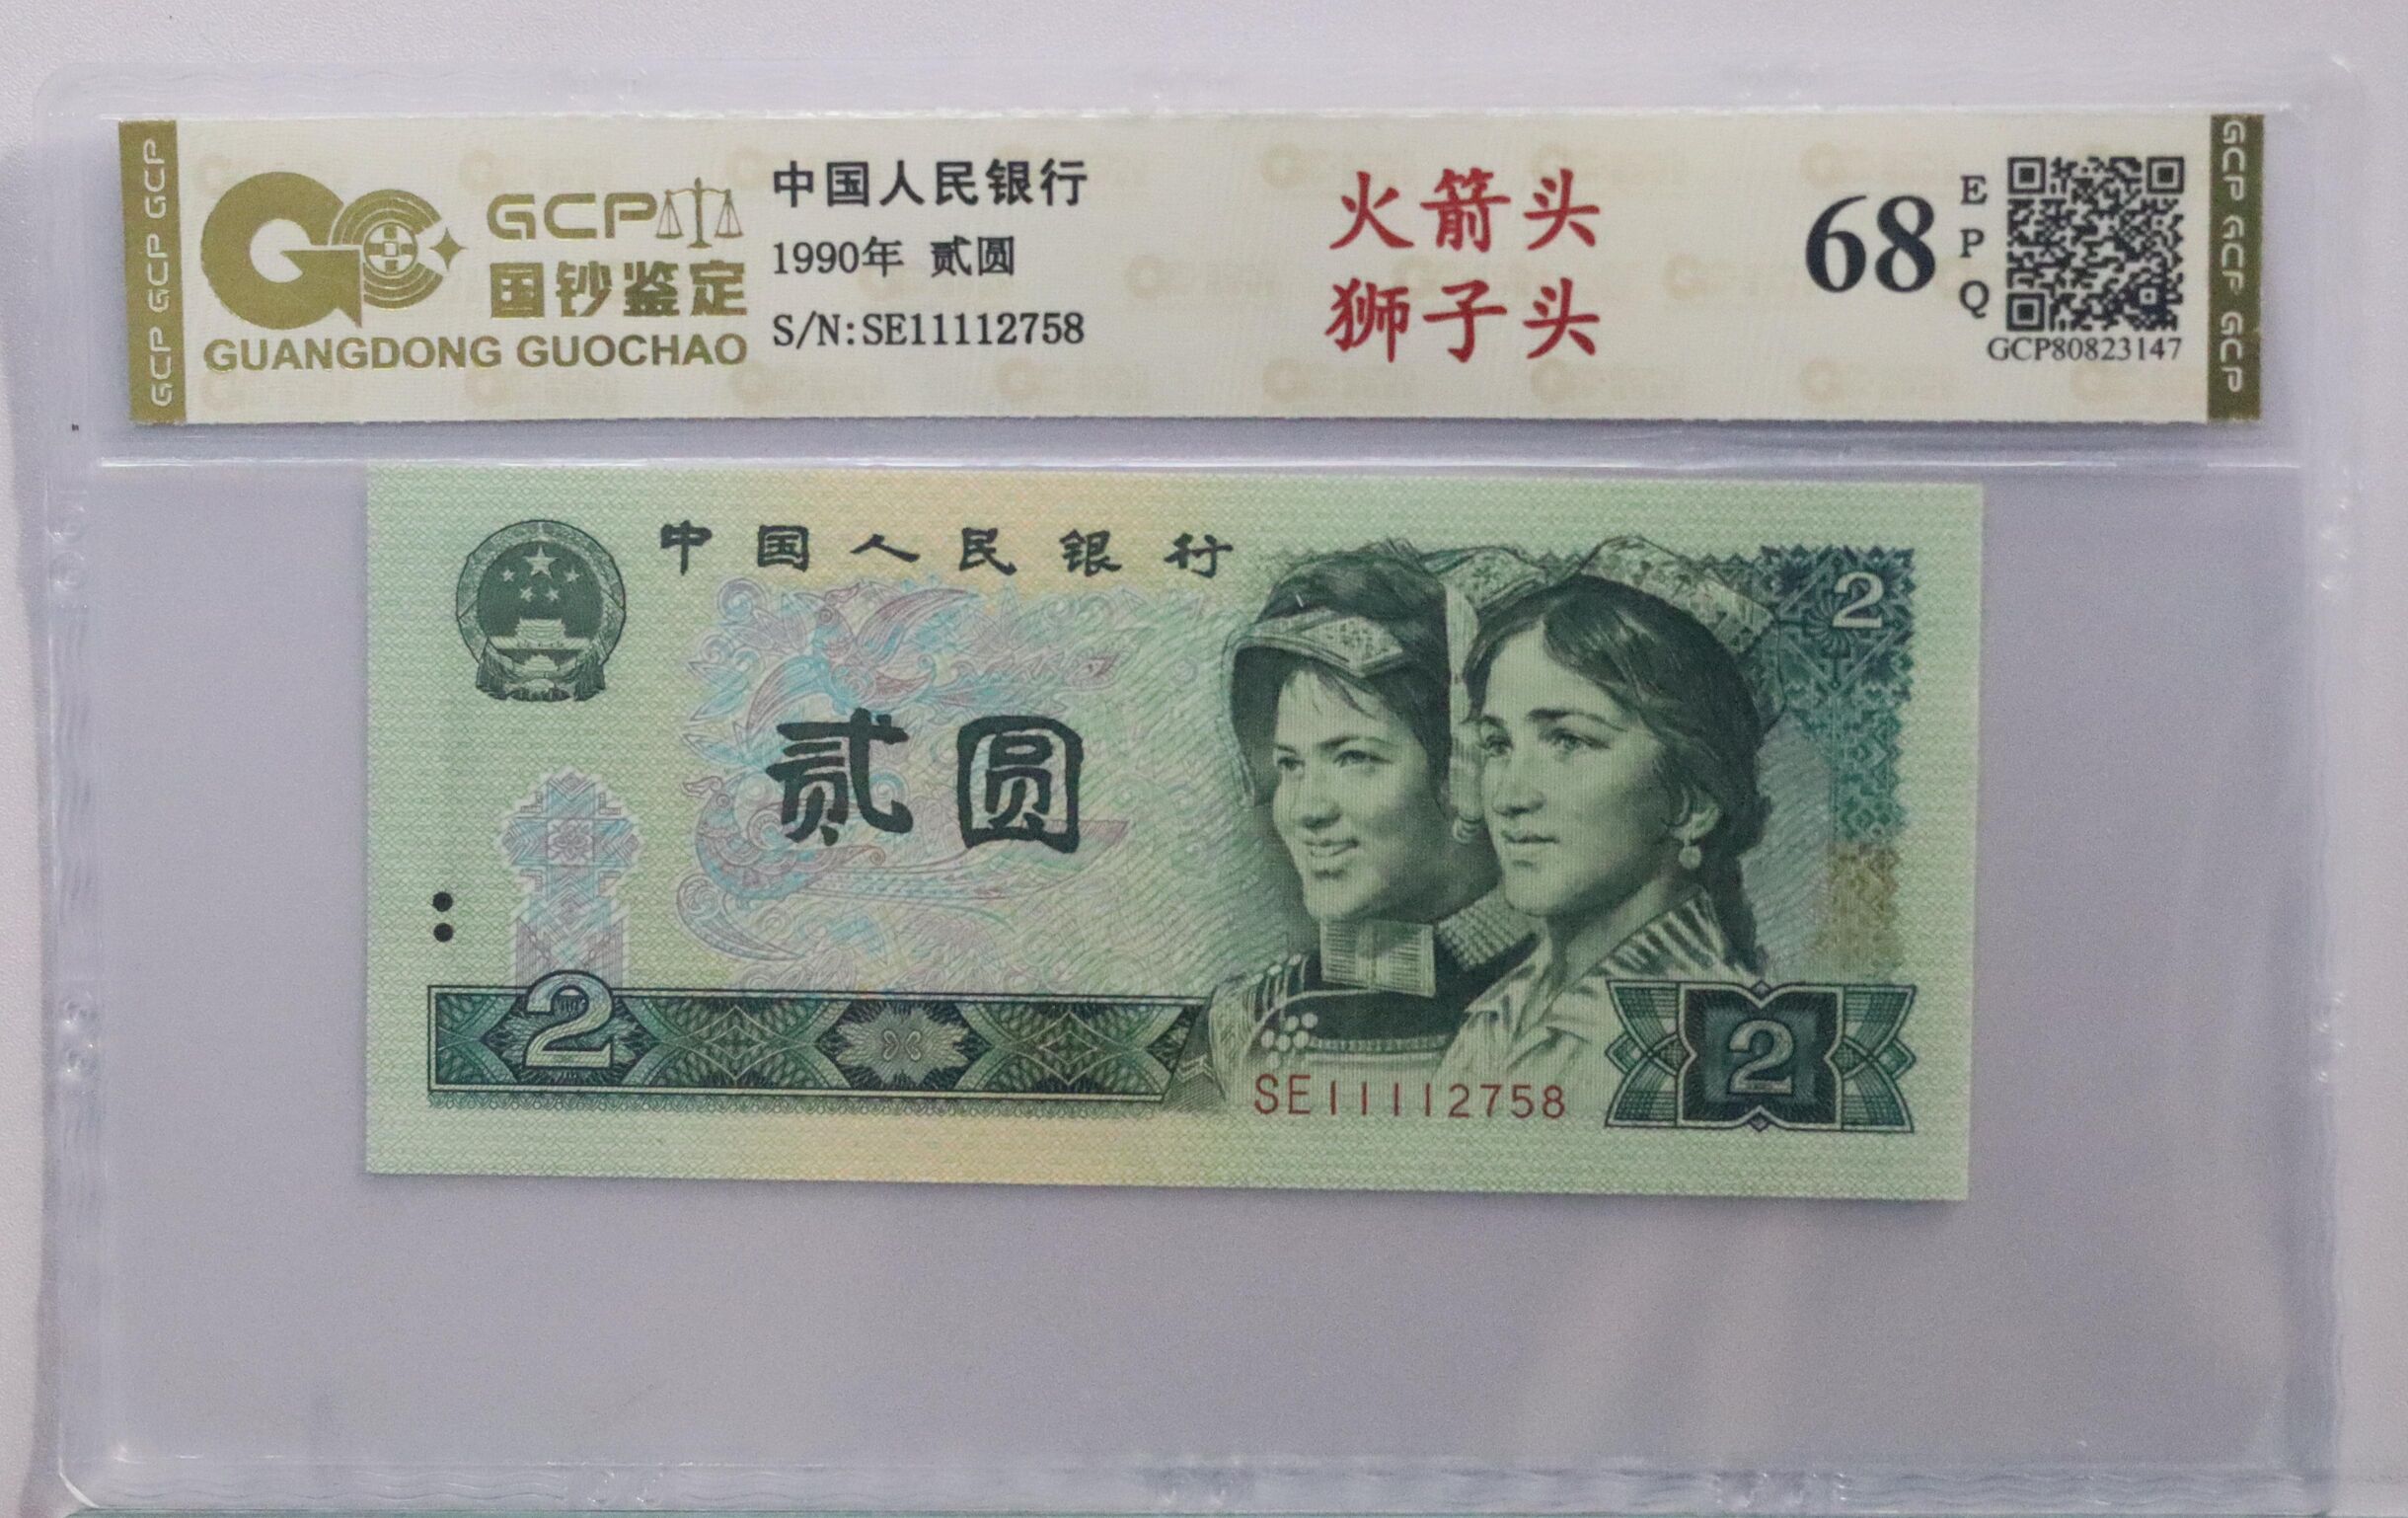 GCP GCP GCP
GCP
国钞鉴定
GUANGDONG GUOCHAO
中国人民银行
1990年 贰圆
S/N:SE11112758
火箭头
狮子头
68
EPQ
GCP80823147
GCP GCP GCP
中国人民银行
2
贰圆
2
SE11112758
2